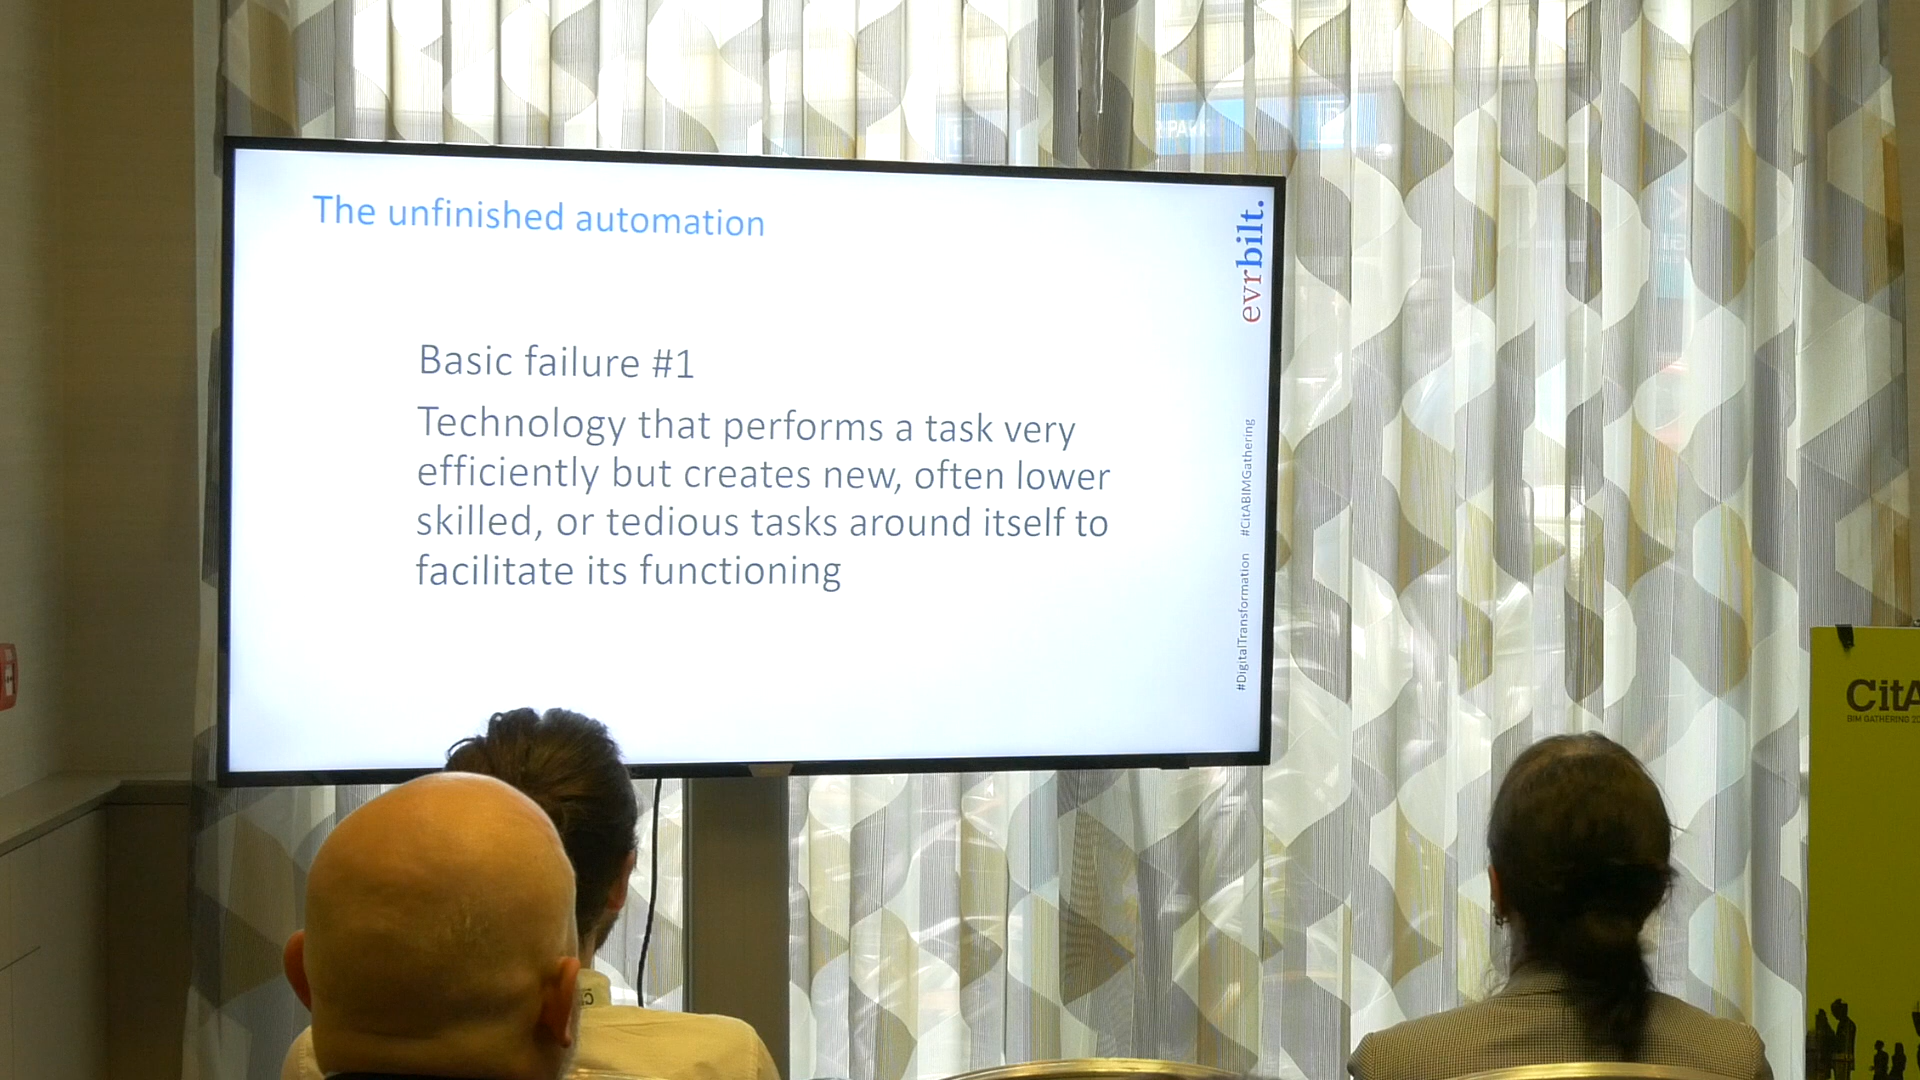 The unfinished automation
Basic failure #1
Technology that performs a task very
efficiently but creates new, often lower
skilled, or tedious tasks around itself to
facilitate its functioning
evrbilt.
#DigitalTransformation #CitABIMGathering
PARK
CitA
BIM GATHERING